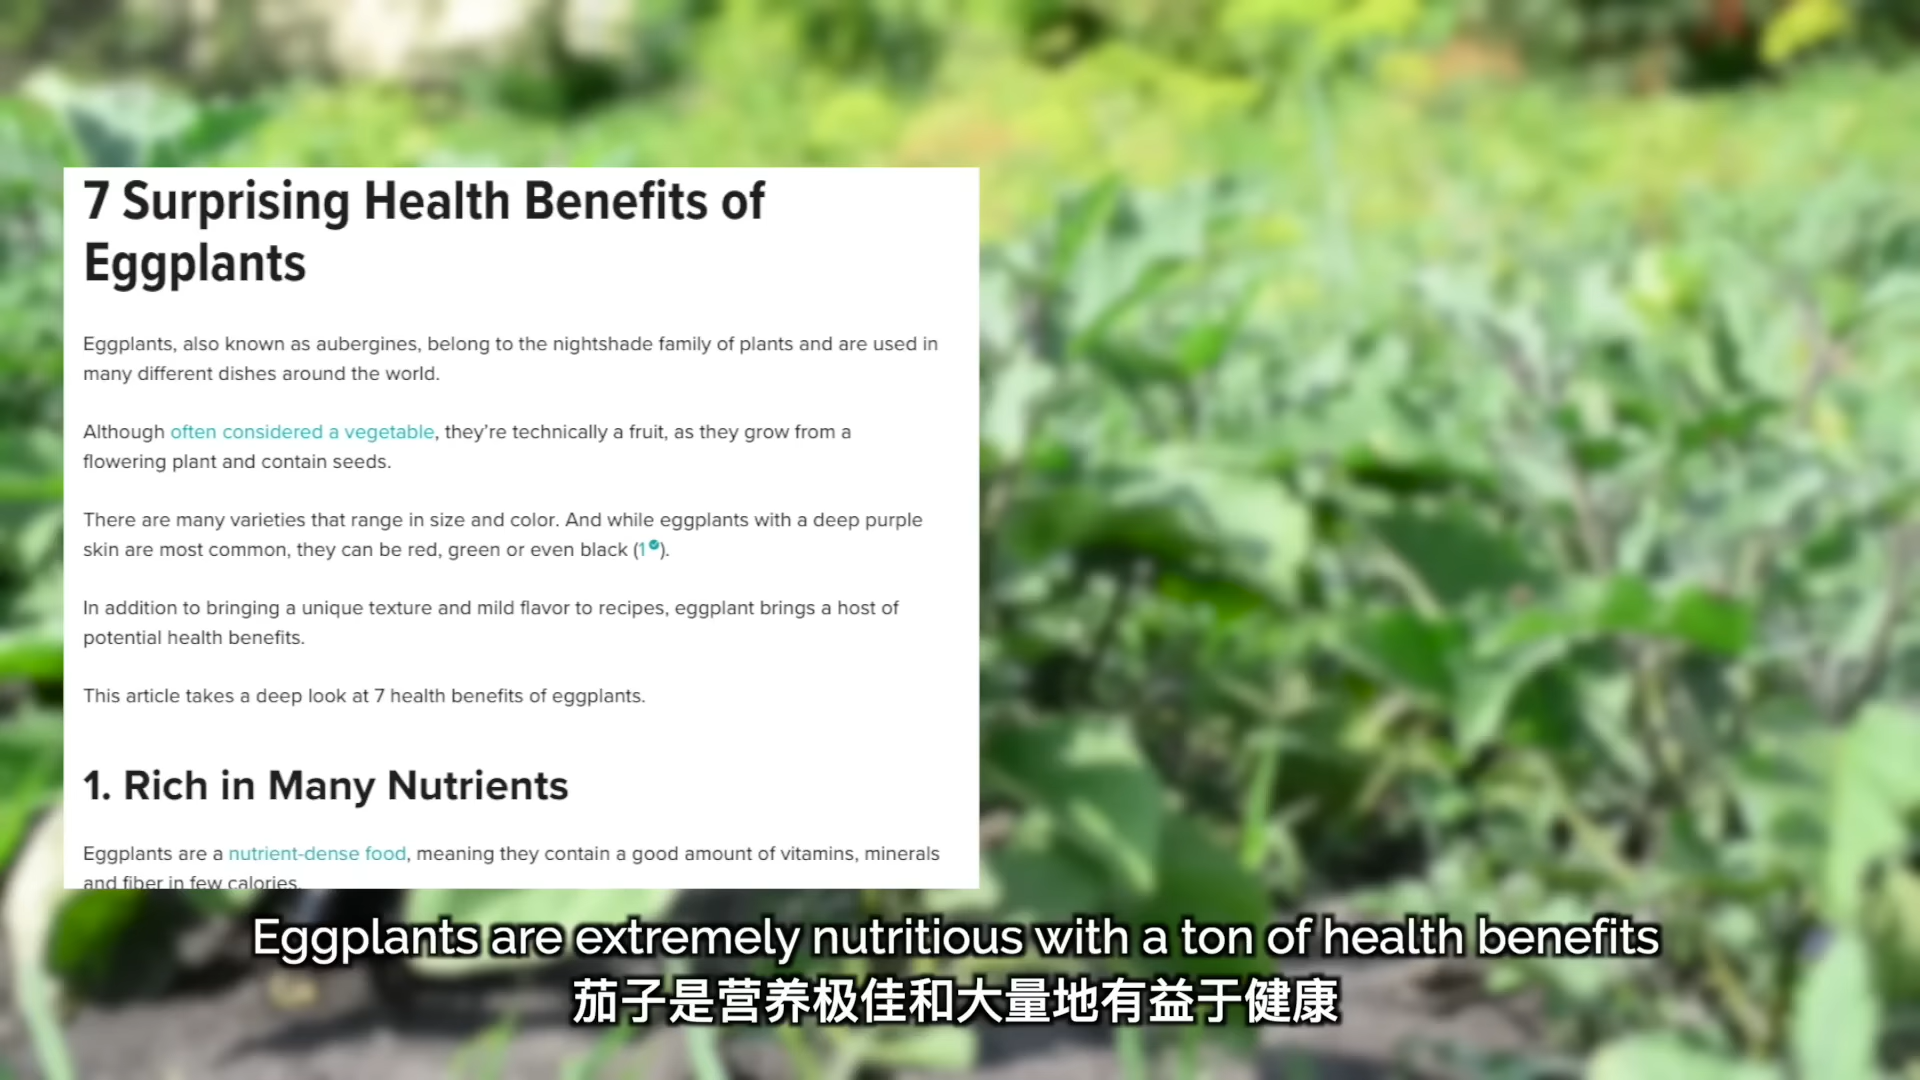 7 Surprising Health Benefits of
Eggplants
Eggplants, also known as aubergines, belong to the nightshade family of plants and are used in
many different dishes around the world.
Although often considered a vegetable, they're technically a fruit, as they grow from a
flowering plant and contain seeds.
There are many varieties that range in size and color. And while eggplants with a deep purple
skin are most common, they can be red, green or even black (1).
In addition to bringing a unique texture and mild flavor to recipes, eggplant brings a host of
potential health benefits.
This article takes a deep look at 7 health benefits of eggplants.
1. Rich in Many Nutrients
Eggplants are a nutrient-dense food, meaning they contain a good amount of vitamins, minerals
and fiber in few calories.
Eggplants are extremely nutritious with a ton of health benefits
茄子是营养极佳和大量地有益于健康